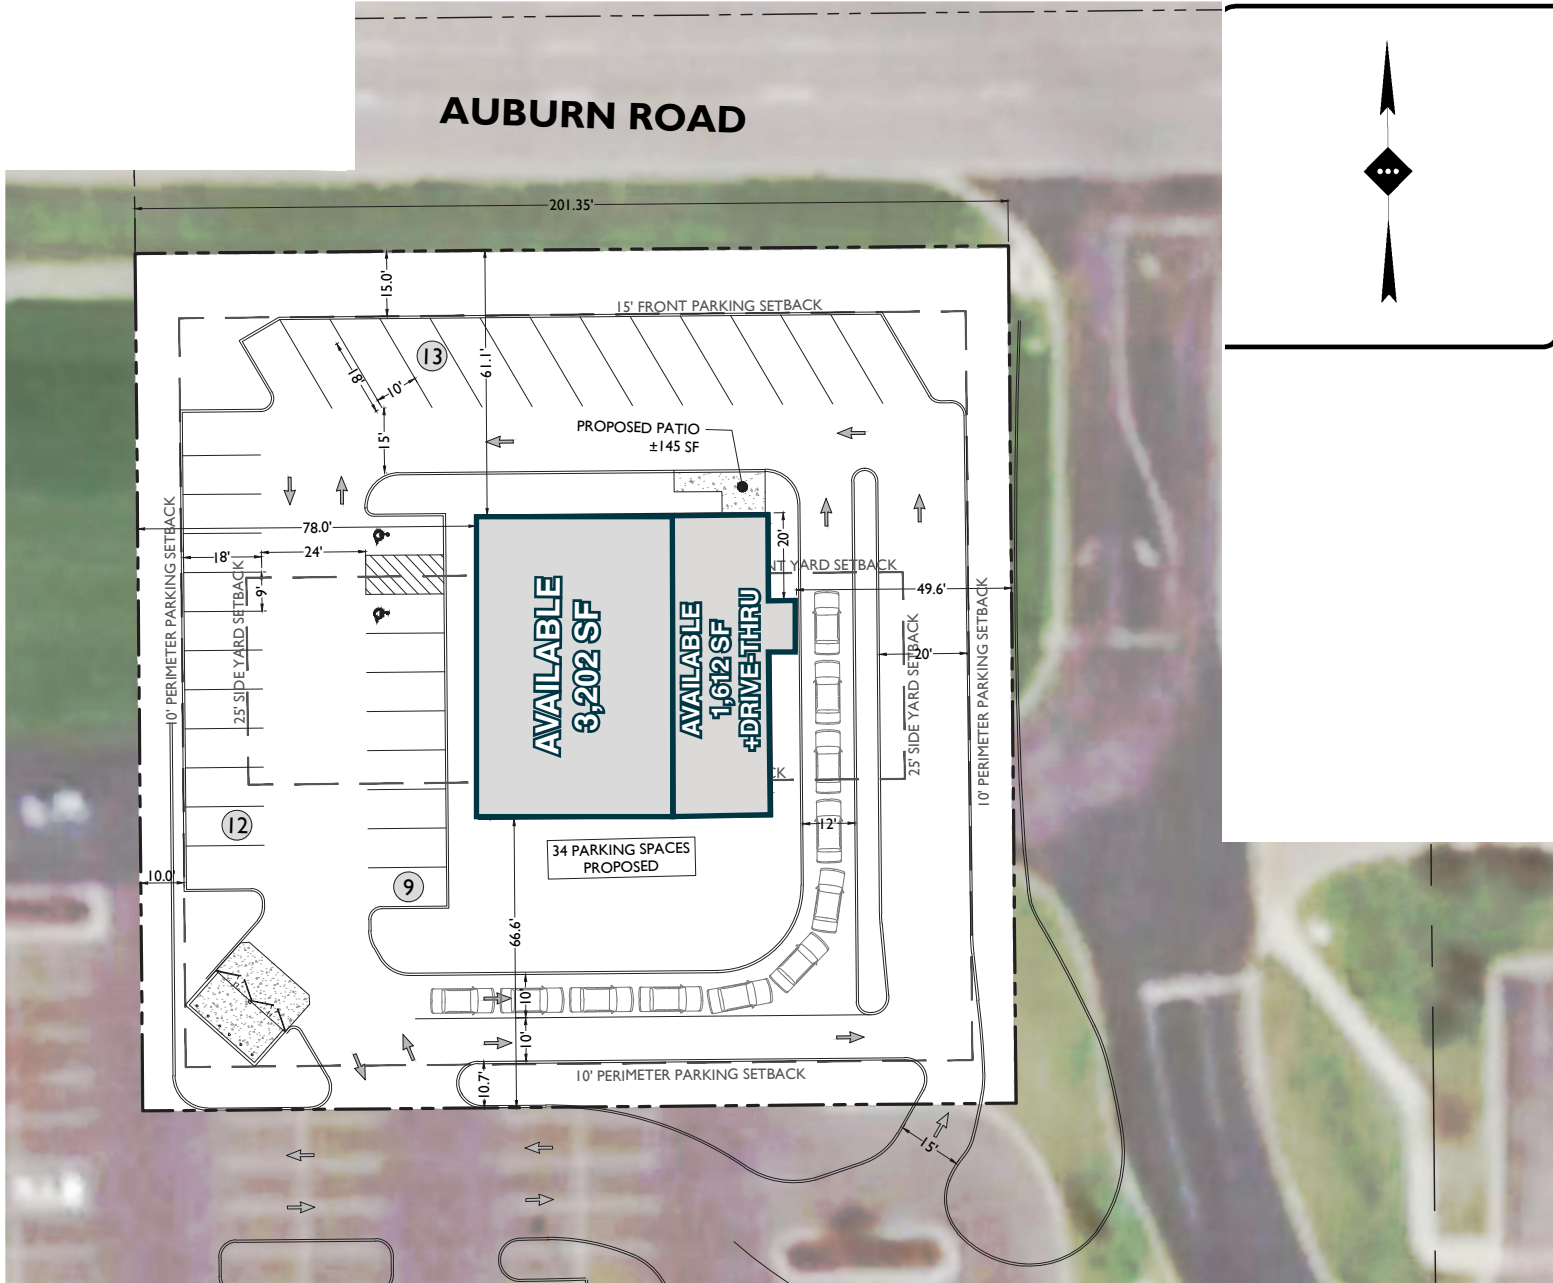 AUBURN ROAD
201.35'
15.0'
15' FRONT PARKING SETBACK
13
61.1'
18'
10'
15'
PROPOSED PATIO
±145 SF
78.0'
20'
18'
24'
9'
NT YARD SETBACK
49.6'
10' PERIMETER PARKING SETBACK
25' SIDE YARD SETBACK
AVAILABLE
3,202 SF
AVAILABLE
1,612 SF
+DRIVE-THRU
20'
25' SIDE YARD SETBACK
10' PERIMETER PARKING SETBACK
CK
12
12'
34 PARKING SPACES
PROPOSED
10.0'
9
66.6'
10'
10'
10.7'
10' PERIMETER PARKING SETBACK
15'